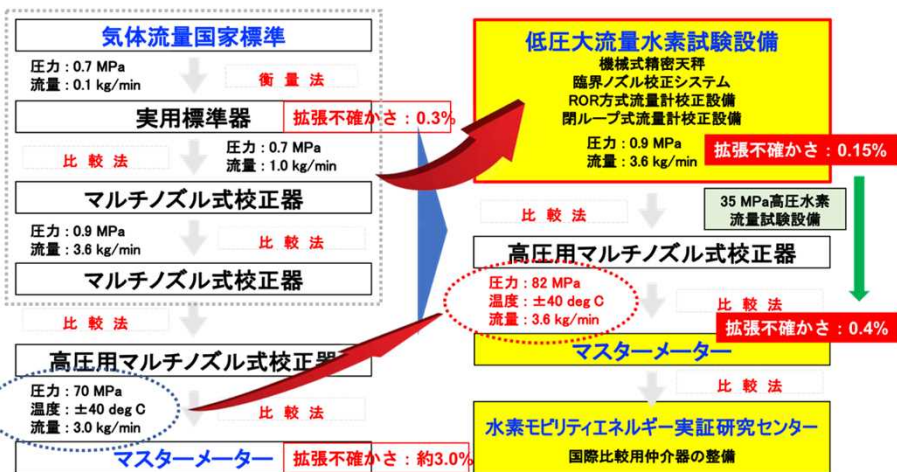 気体流量国家標準
圧力：0.7 MPa
流量：0.1 kg/min
衡量法
実用標準器
拡張不確かさ：0.3%
比較法
圧力：0.7 MPa
流量：1.0 kg/min
マルチノズル式校正器
圧力：0.9 MPa
流量：3.6 kg/min
比較法
マルチノズル式校正器
比較法
高圧用マルチノズル式校正器
圧力：70 MPa
温度：±40 deg C
流量：3.0 kg/min
比較法
マスターメーター
拡張不確かさ：約3.0%
低圧大流量水素試験設備
機械式精密天秤
臨界ノズル校正システム
ROR方式流量計校正設備
閉ループ式流量計校正設備
圧力：0.9 MPa
流量：3.6 kg/min
拡張不確かさ：0.15%
比較法
35 MPa高圧水素
流量試験設備
高圧用マルチノズル式校正器
圧力：82 MPa
温度：±40 deg C
流量：3.6 kg/min
比較法
拡張不確かさ：0.4%
マスターメーター
比較法
水素モビリティエネルギー実証研究センター
国際比較用仲介器の整備